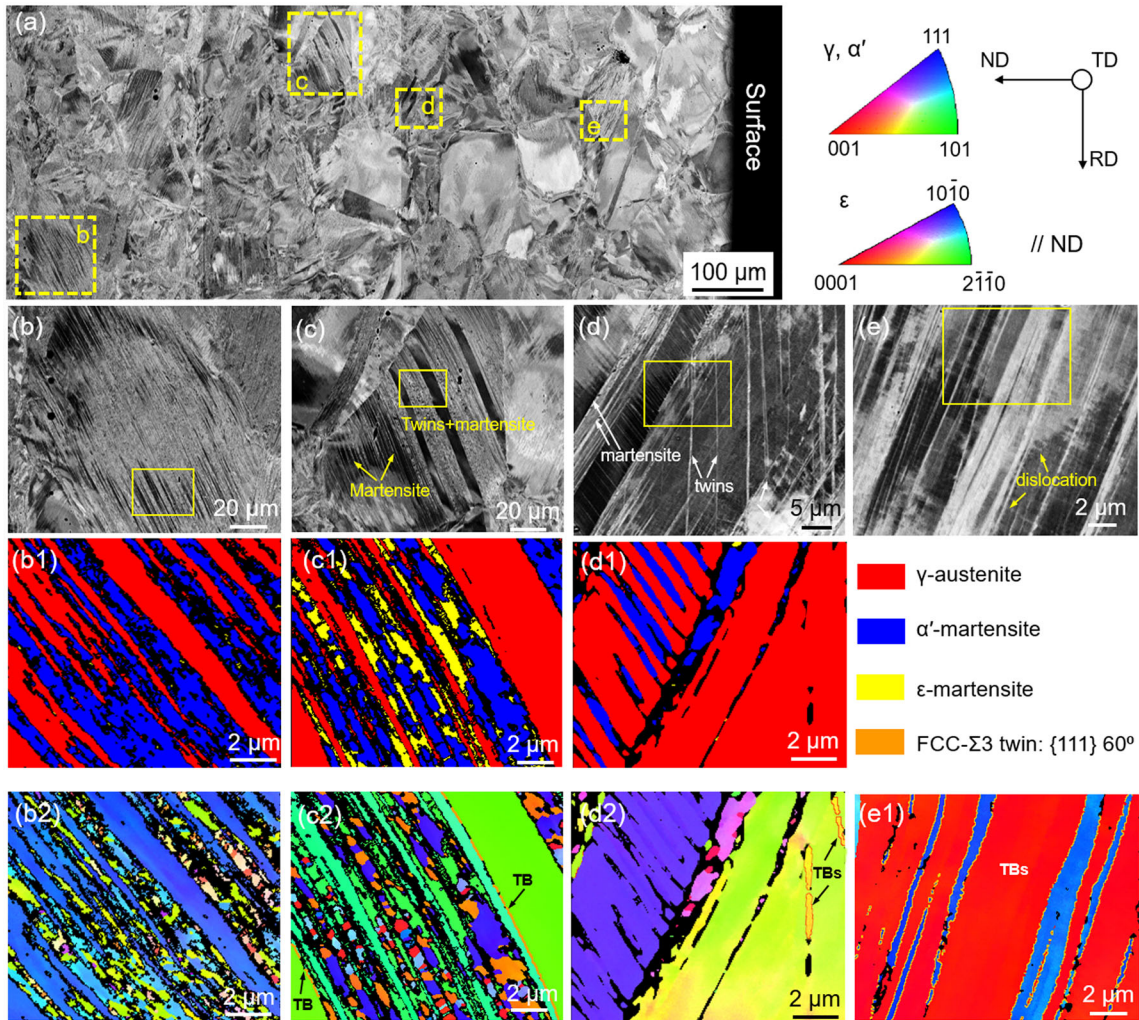 (a)
c
d
e
b
Surface
100 μm
γ, α′
111
001
101
ND
TD
RD
ε
101̄0
0001
21̄1̄0
// ND
(b)
20 μm
(c)
Twins+martensite
Martensite
20 μm
(d)
martensite
twins
5 μm
(e)
dislocation
2 μm
(b1)
2 μm
(c1)
2 μm
(d1)
2 μm
γ-austenite
α′-martensite
ε-martensite
FCC-Σ3 twin: {111} 60º
(b2)
2 μm
(c2)
TB
TB
2 μm
(d2)
TBs
2 μm
(e1)
TBs
2 μm